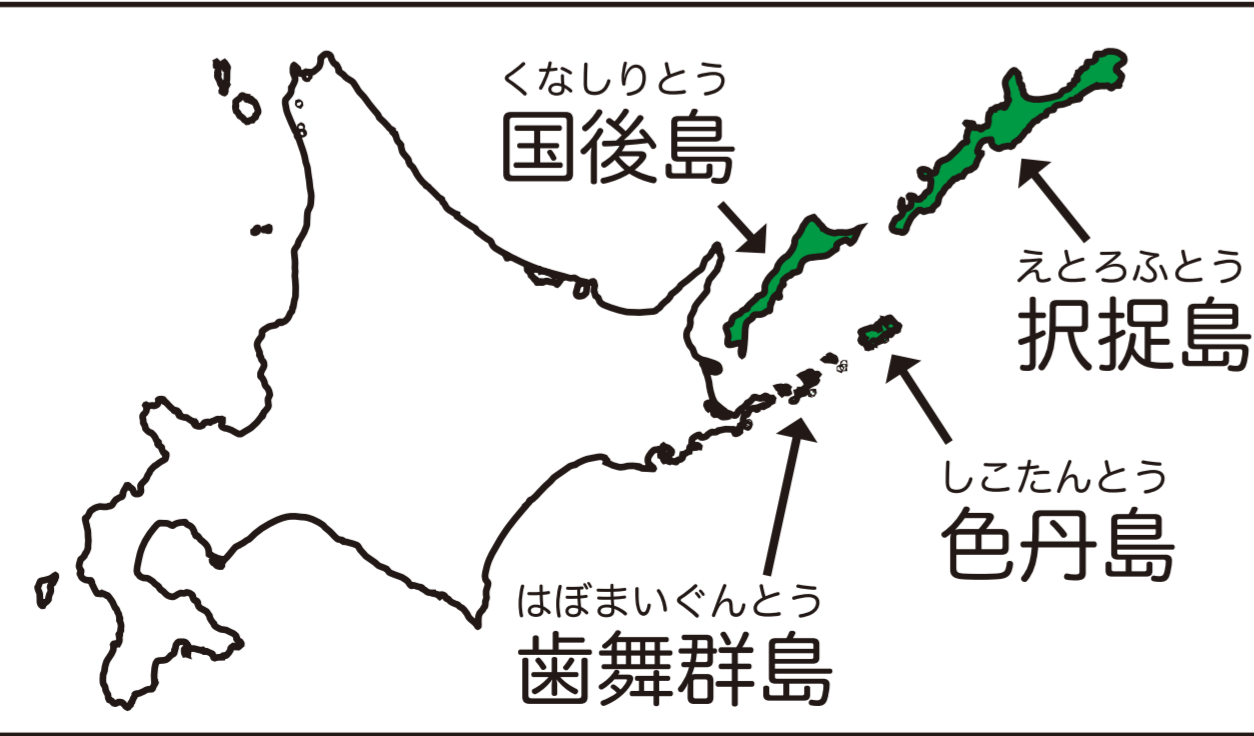 くなしりとう
国後島
えとろふとう
択捉島
しこたんとう
色丹島
はぼまいぐんとう
歯舞群島